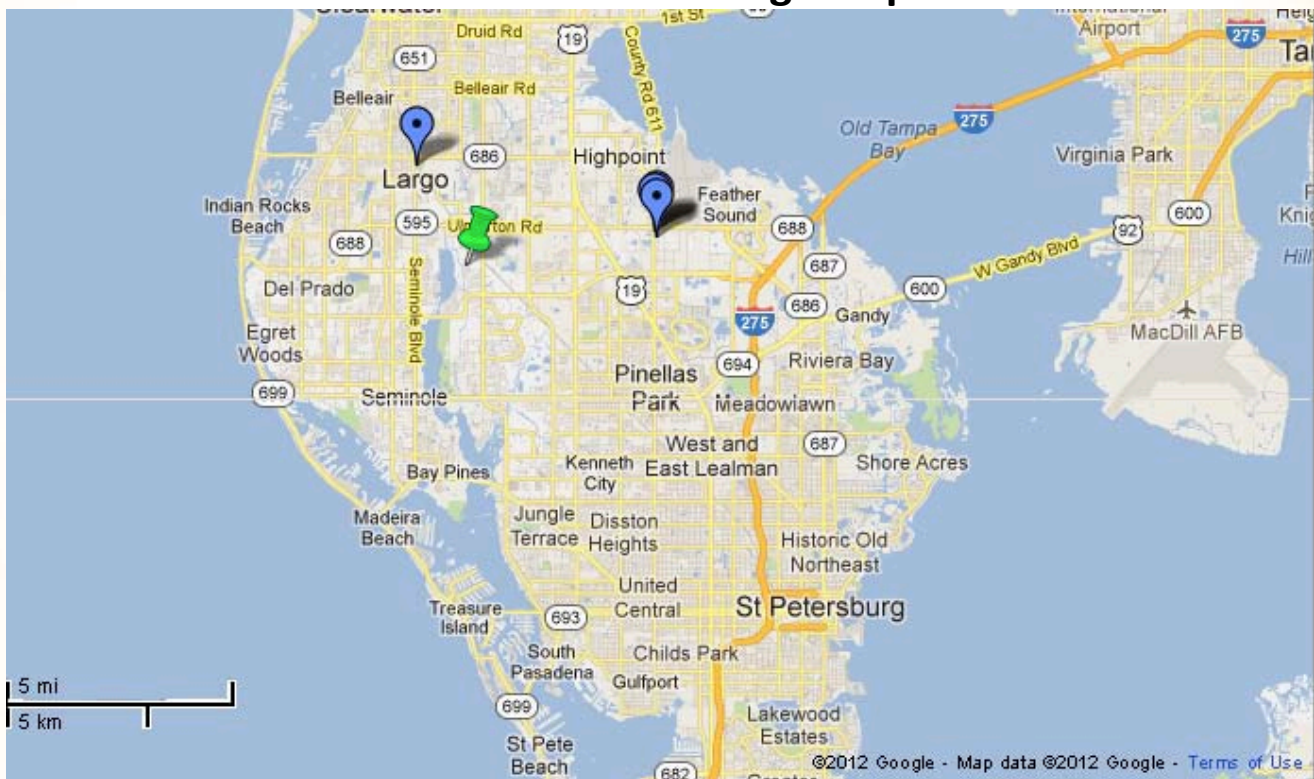 1st St
Druid Rd
19
County Rd 611
Airport
275
651
Belleair
Belleair Rd
275
Old Tampa
Bay
686
Highpoint
Virginia Park
Largo
Indian Rocks
Beach
595
Feather
Sound
688
600
92
688
W Gandy Blvd
687
Del Prado
Seminole Blvd
19
600
686
Gandy
275
MacDill AFB
Egret
Woods
694
Riviera Bay
Pinellas
Park
699
Seminole
Meadowlawn
West and
East Lealman
687
Kenneth
City
Shore Acres
Bay Pines
Madeira
Beach
Jungle
Terrace
Disston
Heights
Historic Old
Northeast
United
Central
St Petersburg
Treasure
Island
693
South
Pasadena
Childs Park
Gulfport
5 mi
5 km
699
Lakewood
Estates
St Pete
Beach
682
©2012 Google - Map data ©2012 Google - Terms of Use